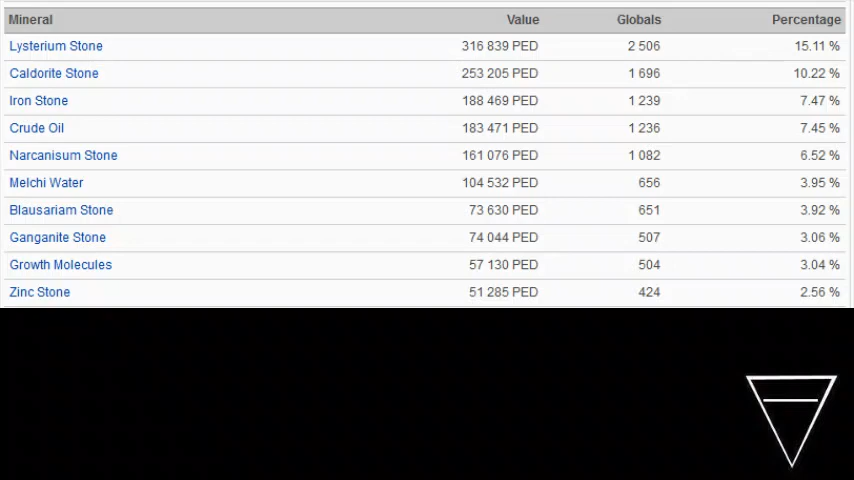 Mineral Value Globals Percentage
Lysterium Stone 316 839 PED 2 506 15.11 %
Caldorite Stone 253 205 PED 1 696 10.22 %
Iron Stone 188 469 PED 1 239 7.47 %
Crude Oil 183 471 PED 1 236 7.45 %
Narcanisum Stone 161 076 PED 1 082 6.52 %
Melchi Water 104 532 PED 656 3.95 %
Blausariam Stone 73 630 PED 651 3.92 %
Ganganite Stone 74 044 PED 507 3.06 %
Growth Molecules 57 130 PED 504 3.04 %
Zinc Stone 51 285 PED 424 2.56 %